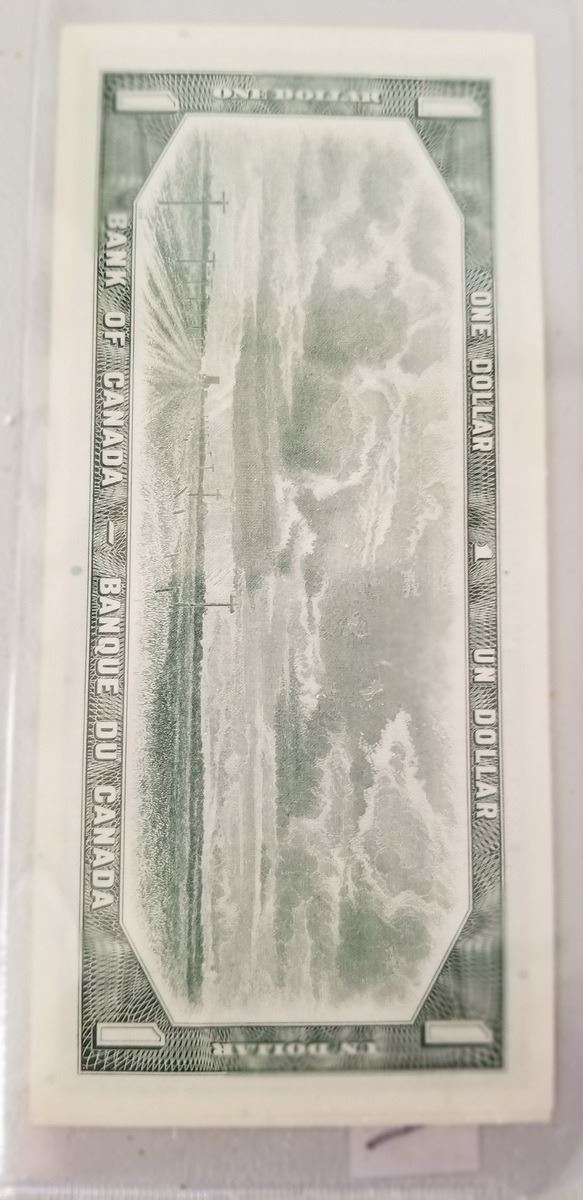 ONE DOLLAR 1 UN DOLLAR
ONE DOLLAR
UN DOLLAR
BANK OF CANADA — BANQUE DU CANADA